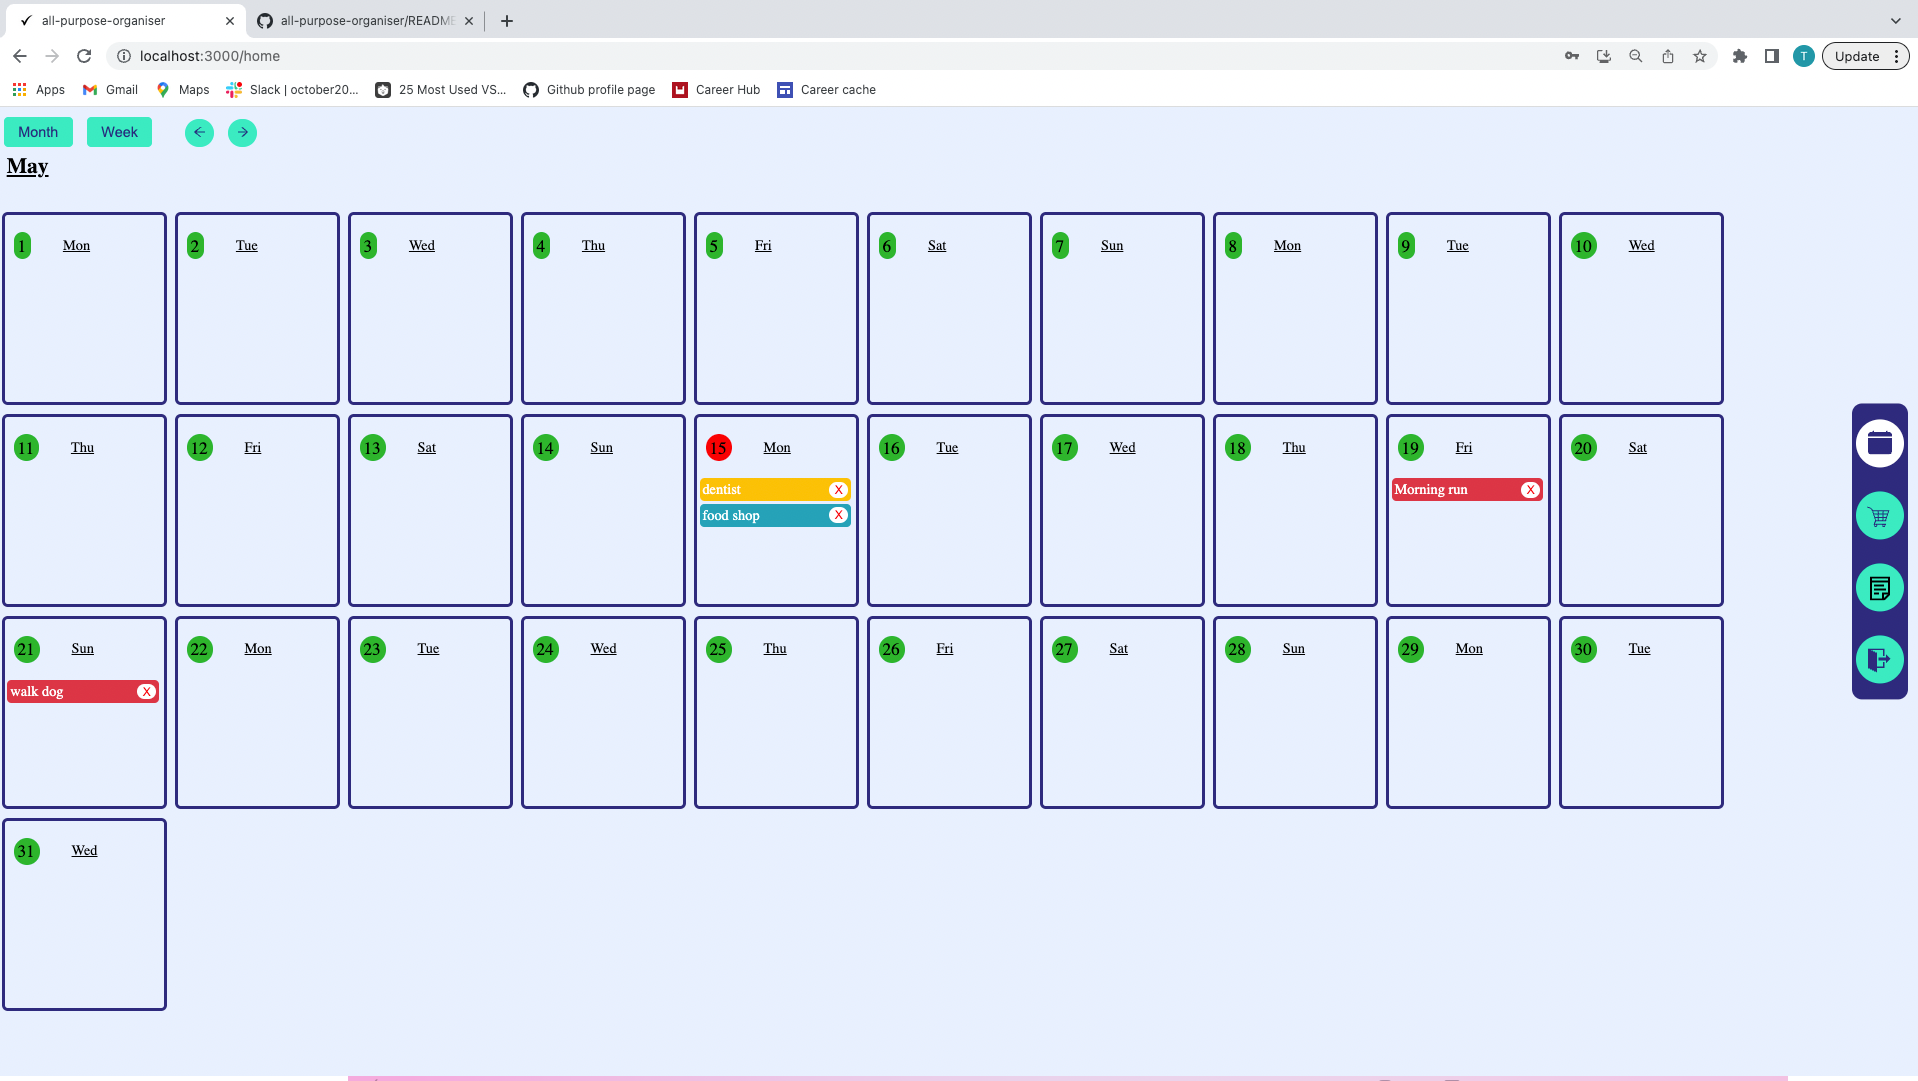 all-purpose-organiser
all-purpose-organiser/README
localhost:3000/home
T
Update
Apps
Gmail
Maps
Slack | october20...
25 Most Used VS...
Github profile page
Career Hub
Career cache
Month
Week
May
1 Mon
2 Tue
3 Wed
4 Thu
5 Fri
6 Sat
7 Sun
8 Mon
9 Tue
10 Wed
11 Thu
12 Fri
13 Sat
14 Sun
15 Mon
dentist X
food shop X
16 Tue
17 Wed
18 Thu
19 Fri
Morning run X
20 Sat
21 Sun
walk dog X
22 Mon
23 Tue
24 Wed
25 Thu
26 Fri
27 Sat
28 Sun
29 Mon
30 Tue
31 Wed